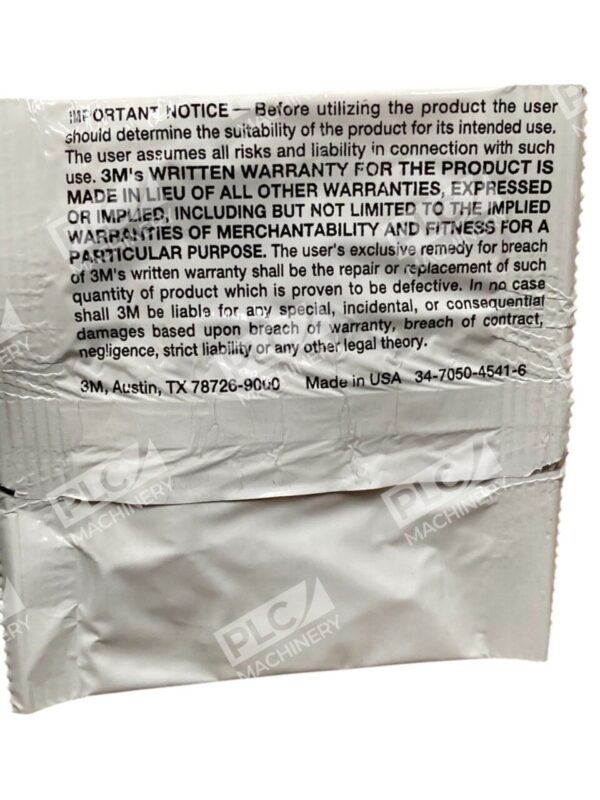 IMPORTANT NOTICE — Before utilizing the product the user
should determine the suitability of the product for its intended use.
The user assumes all risks and liability in connection with such
use. 3M's WRITTEN WARRANTY FOR THE PRODUCT IS
MADE IN LIEU OF ALL OTHER WARRANTIES, EXPRESSED
OR IMPLIED, INCLUDING BUT NOT LIMITED TO THE IMPLIED
WARRANTIES OF MERCHANTABILITY AND FITNESS FOR A
PARTICULAR PURPOSE. The user's exclusive remedy for breach
of 3M's written warranty shall be the repair or replacement of such
quantity of product which is proven to be defective. In no case
shall 3M be liable for any special, incidental, or consequential
damages based upon breach of warranty, breach of contract,
negligence, strict liability or any other legal theory.
3M, Austin, TX 78726-9000 Made in USA 34-7050-4541-6
PLC MACHINERY
PLC MACHINERY
PLC MACHINERY